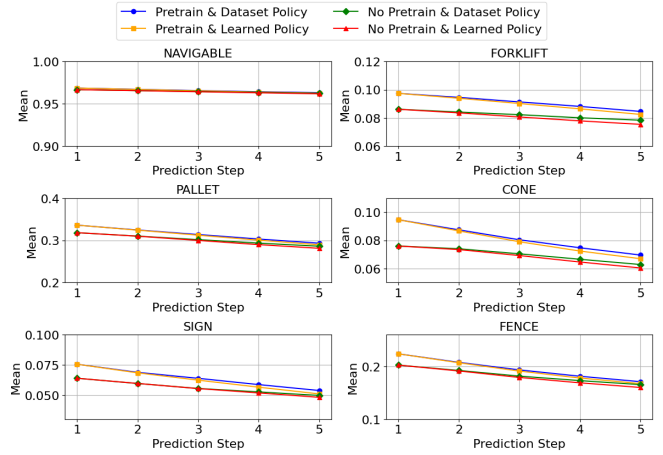 Pretrain & Dataset Policy
No Pretrain & Dataset Policy
Pretrain & Learned Policy
No Pretrain & Learned Policy
NAVIGABLE
Mean
1.00
0.95
0.90
1 2 3 4 5
Prediction Step
FORKLIFT
Mean
0.12
0.10
0.08
0.06
1 2 3 4 5
Prediction Step
PALLET
Mean
0.4
0.3
0.2
1 2 3 4 5
Prediction Step
CONE
Mean
0.10
0.08
0.06
1 2 3 4 5
Prediction Step
SIGN
Mean
0.100
0.075
0.050
1 2 3 4 5
Prediction Step
FENCE
Mean
0.2
0.1
1 2 3 4 5
Prediction Step